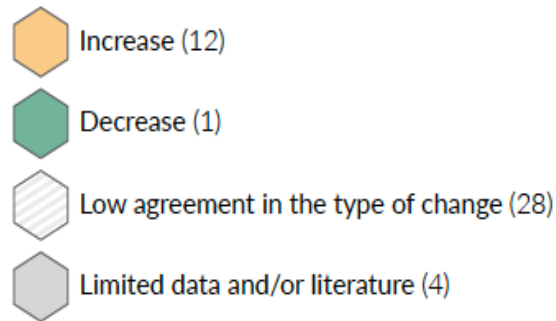 Increase (12)
Decrease (1)
Low agreement in the type of change (28)
Limited data and/or literature (4)